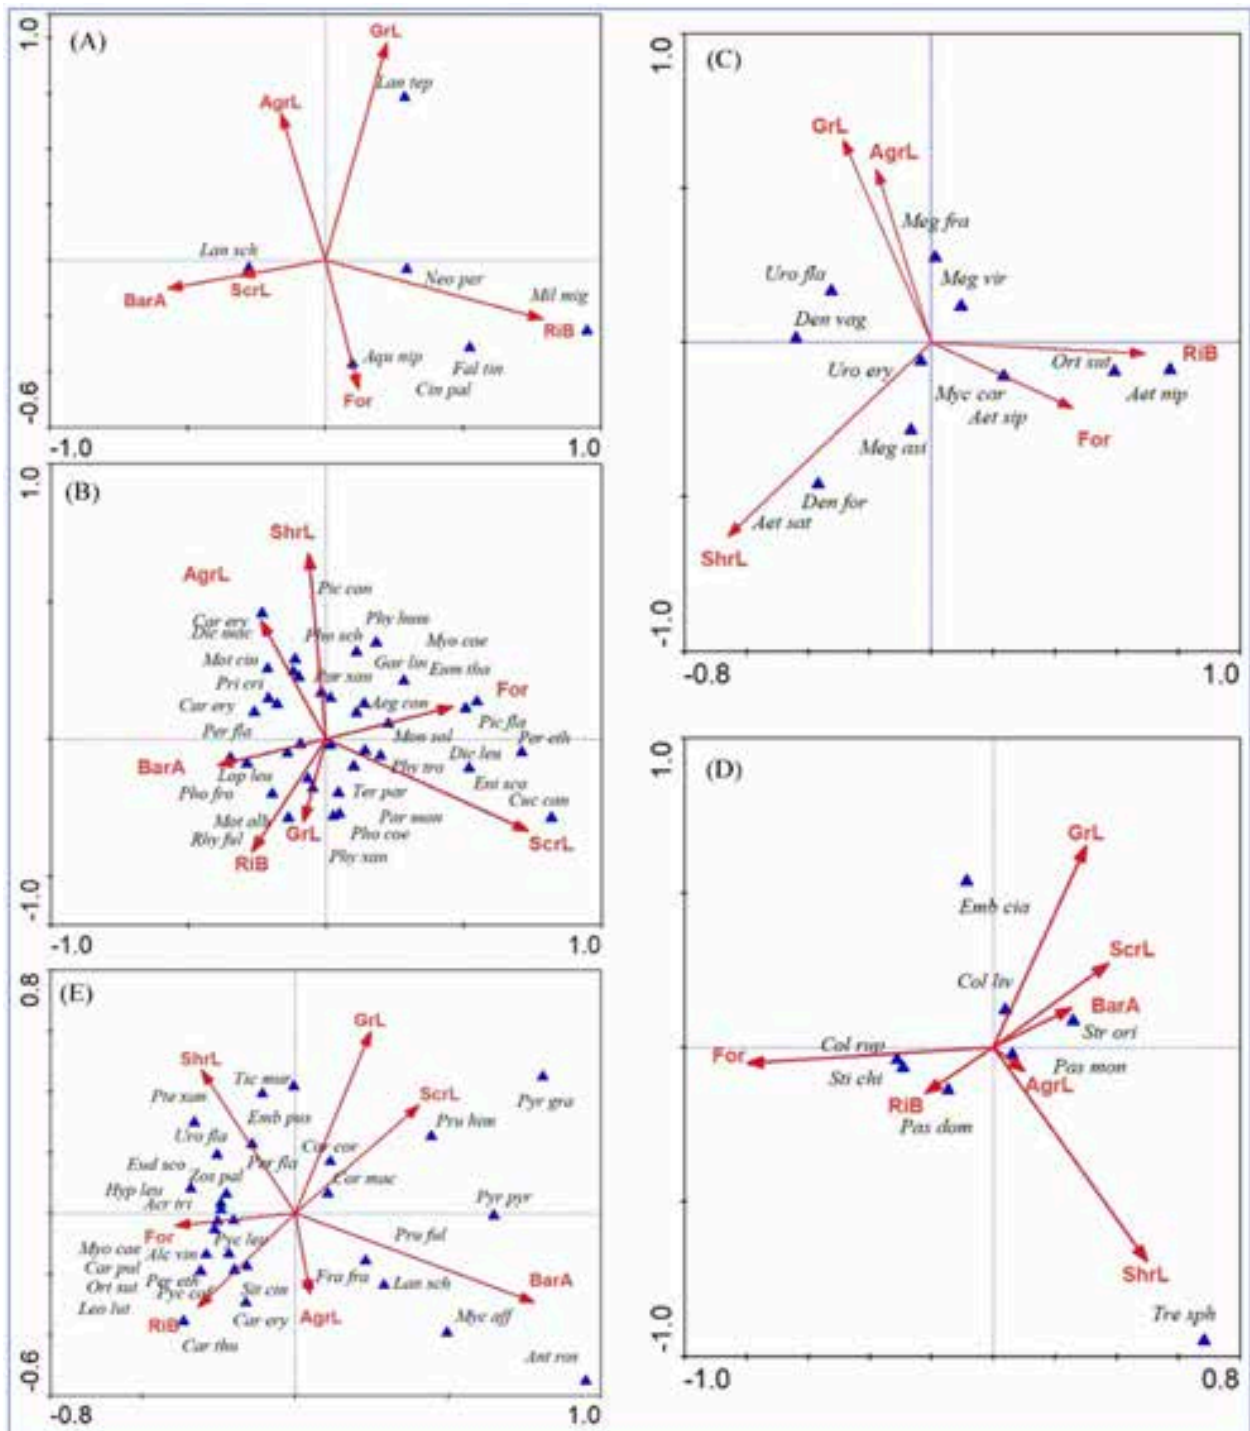 (A)
1.0
GrL
Lan tep
AgrL
Lan sch
BarA
ScrL
Neo per
Mil mig
RiB
Aqu nip
Fal tin
Cin pal
For
-0.6
-1.0
1.0
(B)
1.0
ShrL
AgrL
Pic can
Car ery
Dic mac
Pho sch
Phy hum
Myo cae
Mot cin
Par xan
Gar lin
Eum tha
Pri cri
Aeg can
For
Car ery
Pic fla
Per fla
Mon sol
Per eth
BarA
Lop leu
Phy tro
Dic leu
Pho fro
Ter par
Eni sco
Cuc can
Mot alb
Par mon
Rhy ful
GrL
Pho coe
ScrL
RiB
Phy xan
-1.0
-1.0
1.0
(E)
0.8
GrL
ShrL
Tic mur
Pte xan
ScrL
Pyr gra
Emb pus
Pru him
Uro fla
Cor cor
Eud sco
Per fla
Zos pal
Cor mac
Hyp leu
Acr tri
Pyr pyr
For
Pyc leu
Pru ful
Myo cae
Alc vin
Car pul
Per eth
Fra fra
Lan sch
BarA
Ort sut
Pyc caf
Sit cin
Leo lut
AgrL
RiB
Car ery
Myc aff
Car thu
Ant ros
-0.6
-0.8
1.0
(C)
1.0
GrL
AgrL
Meg fra
Uro fla
Meg vir
Den vag
Uro ery
Ort sut
RiB
Myc car
Aet nip
Aet sip
For
Meg asi
Den for
Aet sat
ShrL
-1.0
-0.8
1.0
(D)
1.0
GrL
Emb cia
ScrL
Col liv
BarA
Str ori
For
Col rup
Pas mon
Sti chi
AgrL
RiB
Pas dom
ShrL
Tre sph
-1.0
-1.0
0.8